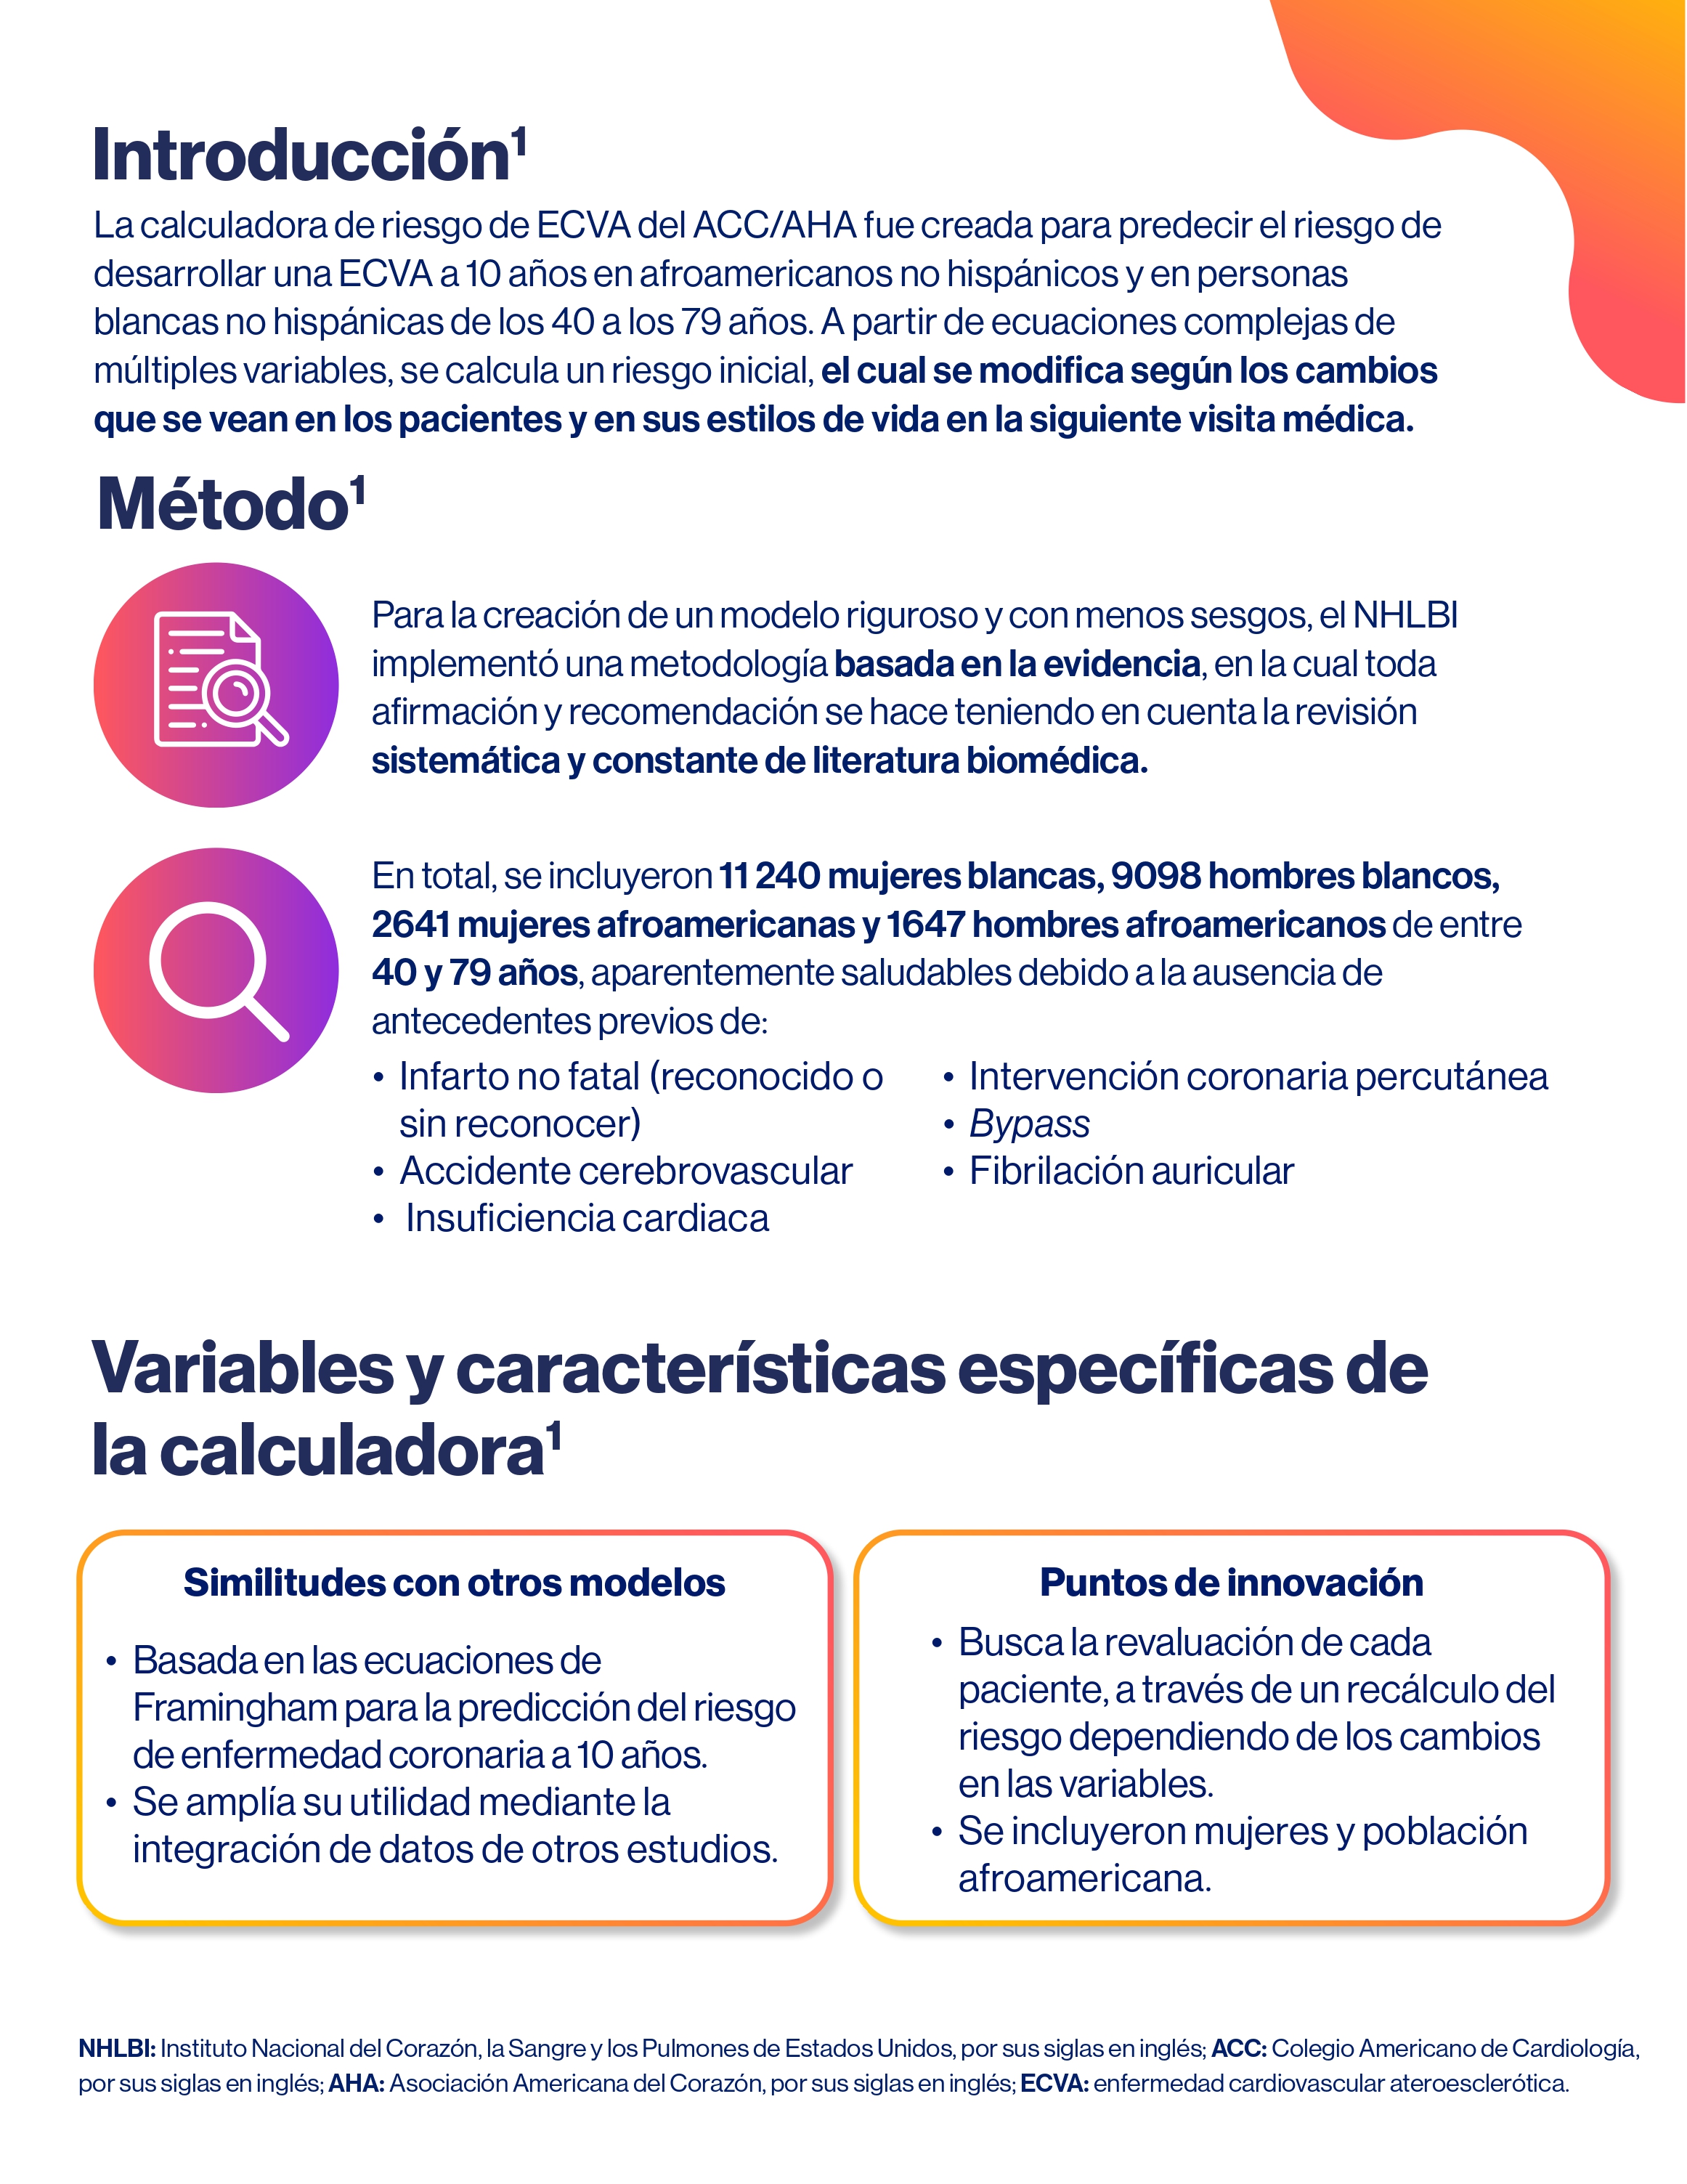 Introducción¹
La calculadora de riesgo de ECVA del ACC/AHA fue creada para predecir el riesgo de
desarrollar una ECVA a 10 años en afroamericanos no hispánicos y en personas
blancas no hispánicas de los 40 a los 79 años. A partir de ecuaciones complejas de
múltiples variables, se calcula un riesgo inicial, el cual se modifica según los cambios
que se vean en los pacientes y en sus estilos de vida en la siguiente visita médica.
Método¹
Para la creación de un modelo riguroso y con menos sesgos, el NHLBI
implementó una metodología basada en la evidencia, en la cual toda
afirmación y recomendación se hace teniendo en cuenta la revisión
sistemática y constante de literatura biomédica.
En total, se incluyeron 11 240 mujeres blancas, 9098 hombres blancos,
2641 mujeres afroamericanas y 1647 hombres afroamericanos de entre
40 y 79 años, aparentemente saludables debido a la ausencia de
antecedentes previos de:
• Infarto no fatal (reconocido o
sin reconocer)
• Accidente cerebrovascular
• Insuficiencia cardiaca
• Intervención coronaria percutánea
• Bypass
• Fibrilación auricular
Variables y características específicas de
la calculadora¹
Similitudes con otros modelos
• Basada en las ecuaciones de
Framingham para la predicción del riesgo
de enfermedad coronaria a 10 años.
• Se amplía su utilidad mediante la
integración de datos de otros estudios.
Puntos de innovación
• Busca la revaluación de cada
paciente, a través de un recálculo del
riesgo dependiendo de los cambios
en las variables.
• Se incluyeron mujeres y población
afroamericana.
NHLBI: Instituto Nacional del Corazón, la Sangre y los Pulmones de Estados Unidos, por sus siglas en inglés; ACC: Colegio Americano de Cardiología,
por sus siglas en inglés; AHA: Asociación Americana del Corazón, por sus siglas en inglés; ECVA: enfermedad cardiovascular ateroesclerótica.